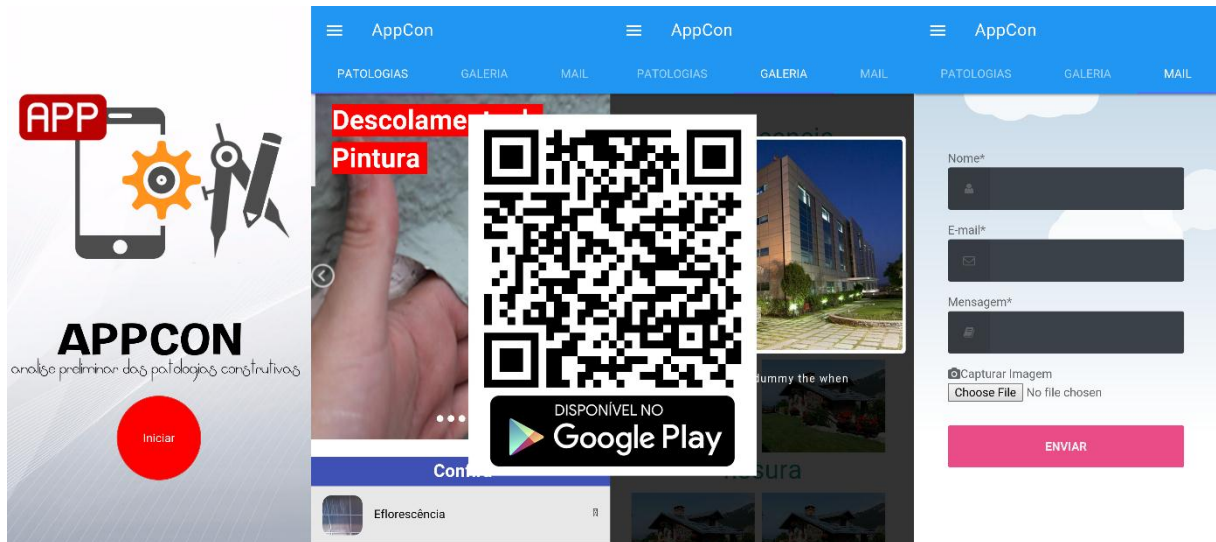 APP
APPCON
analise preliminar das patologias construtivas
Iniciar
AppCon
PATOLOGIAS
GALERIA
MAIL
Pintura
Eflorescência
AppCon
PATOLOGIAS
GALERIA
MAIL
dummy the when
DISPONÍVEL NO
Google Play
AppCon
PATOLOGIAS
GALERIA
MAIL
Nome*
E-mail*
Mensagem*
Capturar Imagem
Choose File No file chosen
ENVIAR